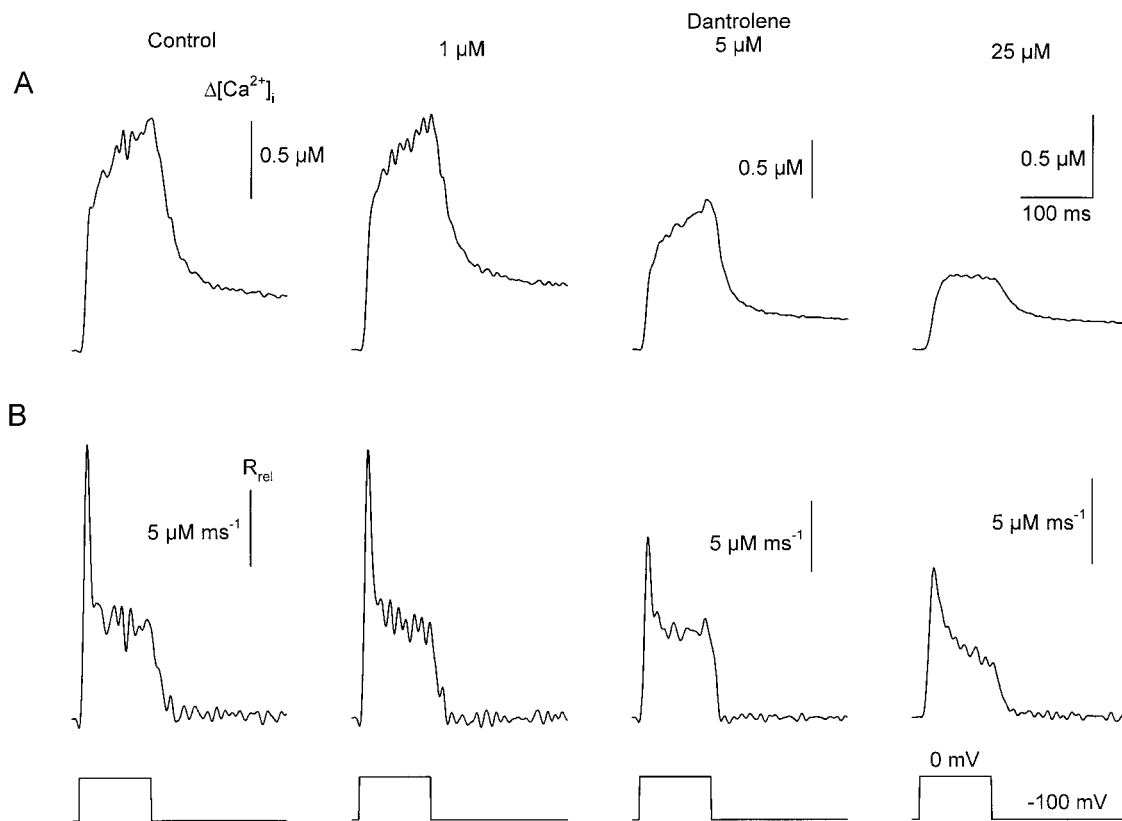 Control
1 µM
Dantrolene
5 µM
25 µM
A
Δ[Ca²⁺]ᵢ
0.5 µM
0.5 µM
0.5 µM
100 ms
B
Rrel
5 µM ms⁻¹
5 µM ms⁻¹
5 µM ms⁻¹
0 mV
-100 mV